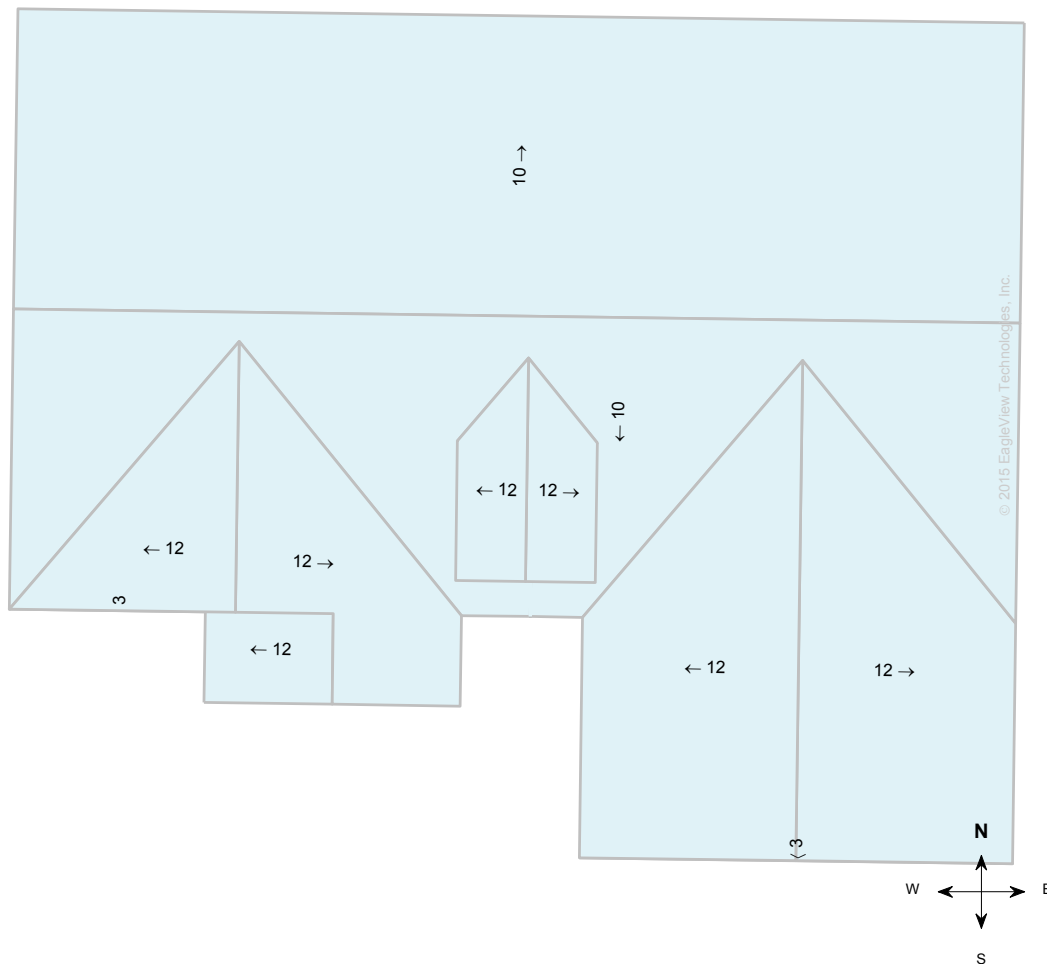 10 →
← 10
← 12
12 →
← 12
12 →
3
← 12
← 12
12 →
3
© 2015 EagleView Technologies, Inc.
N
W
E
S